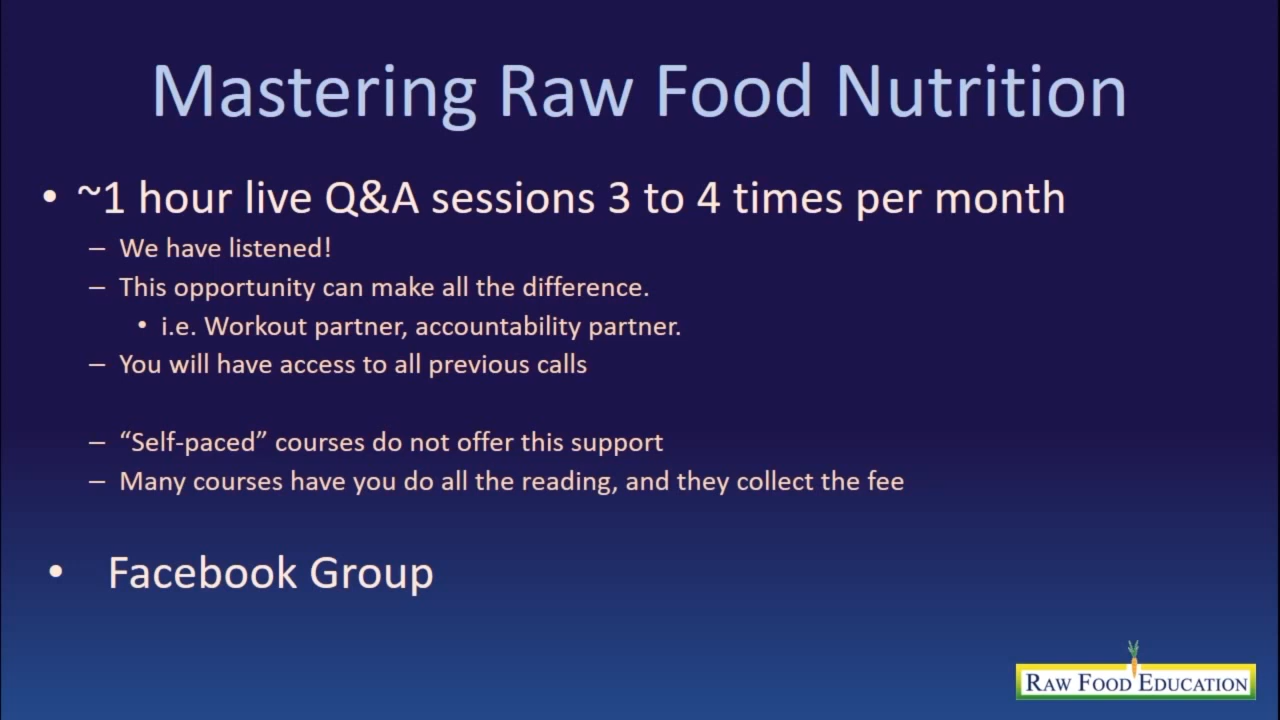 Mastering Raw Food Nutrition
• ~1 hour live Q&A sessions 3 to 4 times per month
– We have listened!
– This opportunity can make all the difference.
• i.e. Workout partner, accountability partner.
– You will have access to all previous calls
– “Self-paced” courses do not offer this support
– Many courses have you do all the reading, and they collect the fee
• Facebook Group
RAW FOOD EDUCATION